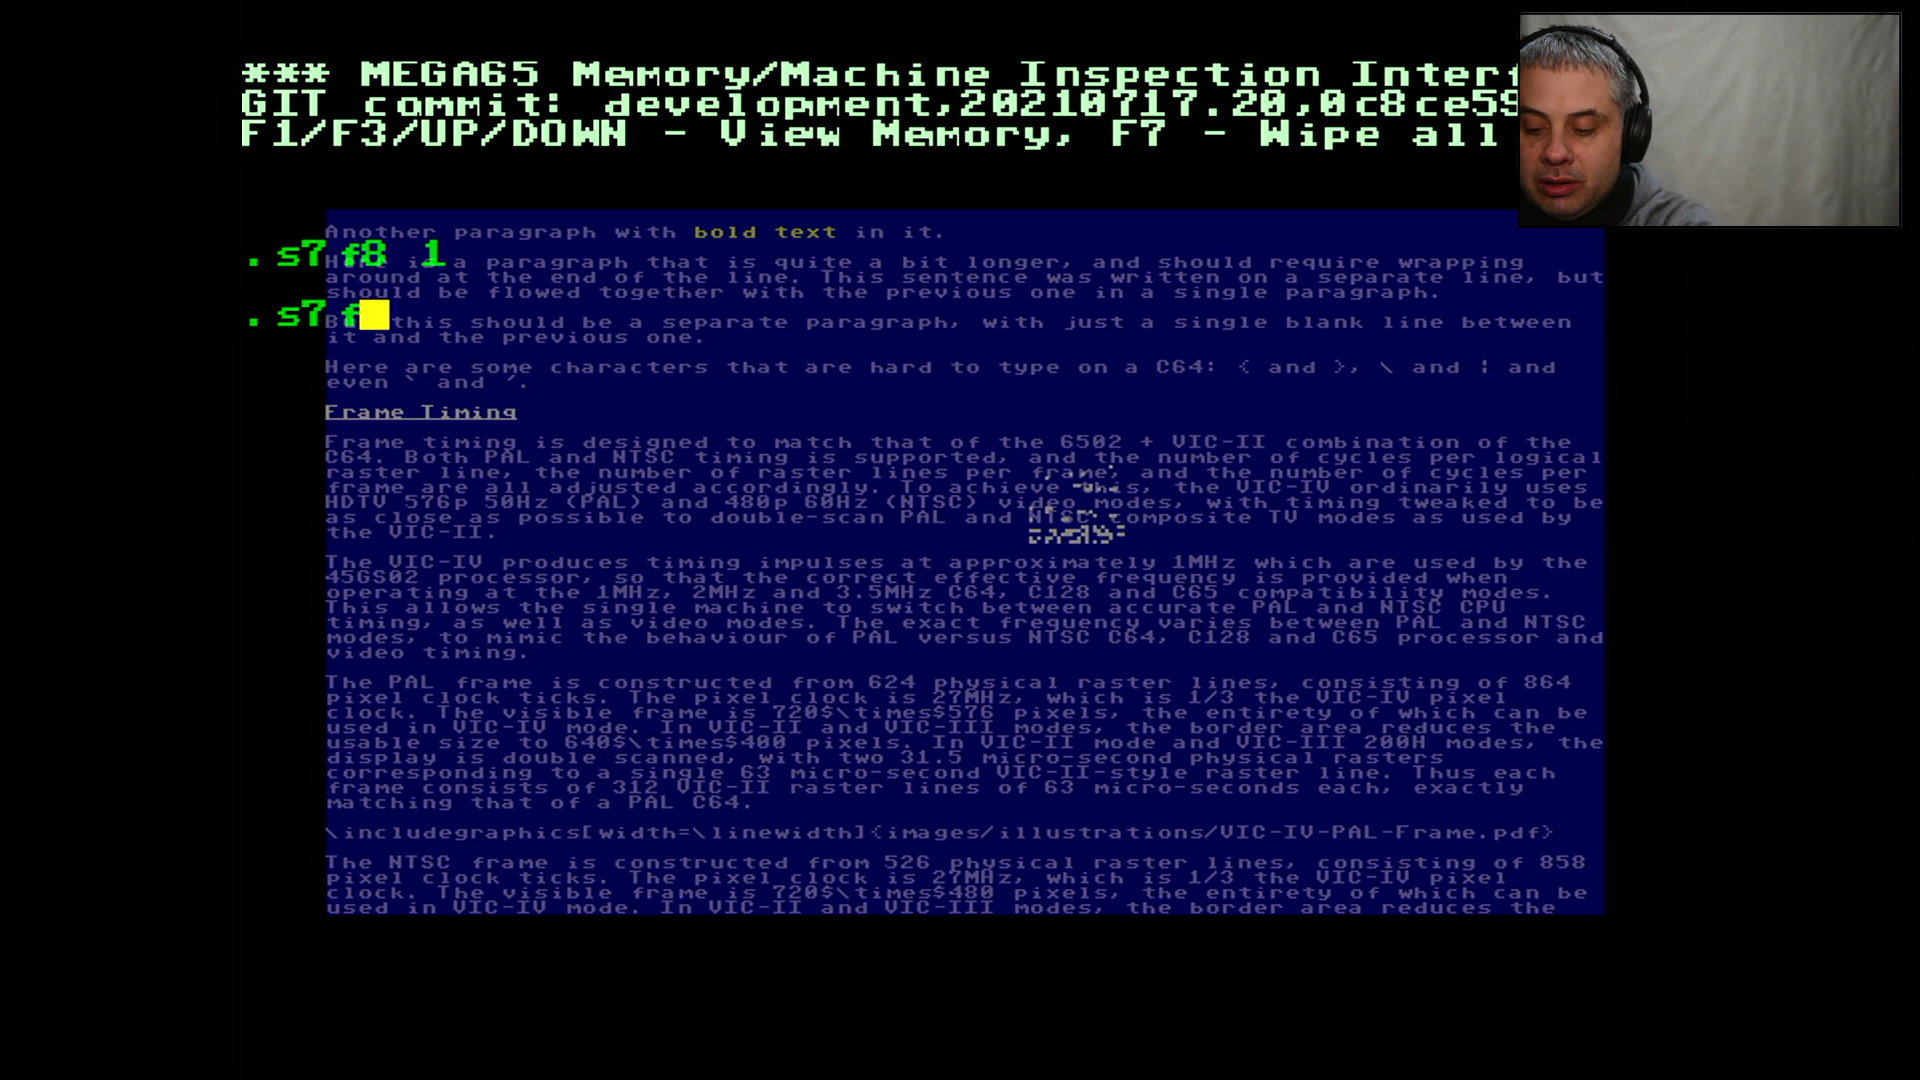 *** MEGA65 Memory/Machine Inspection Interf
GIT commit: development,20210717.20,0c8ce59
F1/F3/UP/DOWN - View Memory, F7 - Wipe all
Another paragraph with bold text in it.
.s7 f8 1
is a paragraph that is quite a bit longer, and should require wrapping
around at the end of the line. This sentence was written on a separate line, but
should be flowed together with the previous one in a single paragraph.
.s7 f
this should be a separate paragraph, with just a single blank line between
it and the previous one.
Here are some characters that are hard to type on a C64: { and }, \ and ¦ and
even ` and ´.
Frame Timing
Frame timing is designed to match that of the 6502 + VIC-II combination of the
C64. Both PAL and NTSC timing is supported, and the number of cycles per logical
raster line, the number of raster lines per frame, and the number of cycles per
frame are all adjusted accordingly. To achieve this, the VIC-IV ordinarily uses
HDTV 576p 50Hz (PAL) and 480p 60Hz (NTSC) video modes, with timing tweaked to be
as close as possible to double-scan PAL and NTSC composite TV modes as used by
the VIC-II.
The VIC-IV produces timing impulses at approximately 1MHz which are used by the
45GS02 processor, so that the correct effective frequency is provided when
operating at the 1MHz, 2MHz and 3.5MHz C64, C128 and C65 compatibility modes.
This allows the single machine to switch between accurate PAL and NTSC CPU
timing, as well as video modes. The exact frequency varies between PAL and NTSC
modes, to mimic the behaviour of PAL versus NTSC C64, C128 and C65 processor and
video timing.
The PAL frame is constructed from 624 physical raster lines, consisting of 864
pixel clock ticks. The pixel clock is 27MHz, which is 1/3 the VIC-IV pixel
clock. The visible frame is 720$\times$576 pixels, the entirety of which can be
used in VIC-IV mode. In VIC-II and VIC-III modes, the border area reduces the
usable size to 640$\times$400 pixels. In VIC-II mode and VIC-III 200H modes, the
display is double scanned, with two 31.5 micro-second physical rasters
corresponding to a single 63 micro-second VIC-II-style raster line. Thus each
frame consists of 312 VIC-II raster lines of 63 micro-seconds each, exactly
matching that of a PAL C64.
\includegraphics[width=\linewidth]{images/illustrations/VIC-IV-PAL-Frame.pdf}
The NTSC frame is constructed from 526 physical raster lines, consisting of 858
pixel clock ticks. The pixel clock is 27MHz, which is 1/3 the VIC-IV pixel
clock. The visible frame is 720$\times$480 pixels, the entirety of which can be
used in VIC-IV mode. In VIC-II and VIC-III modes, the border area reduces the